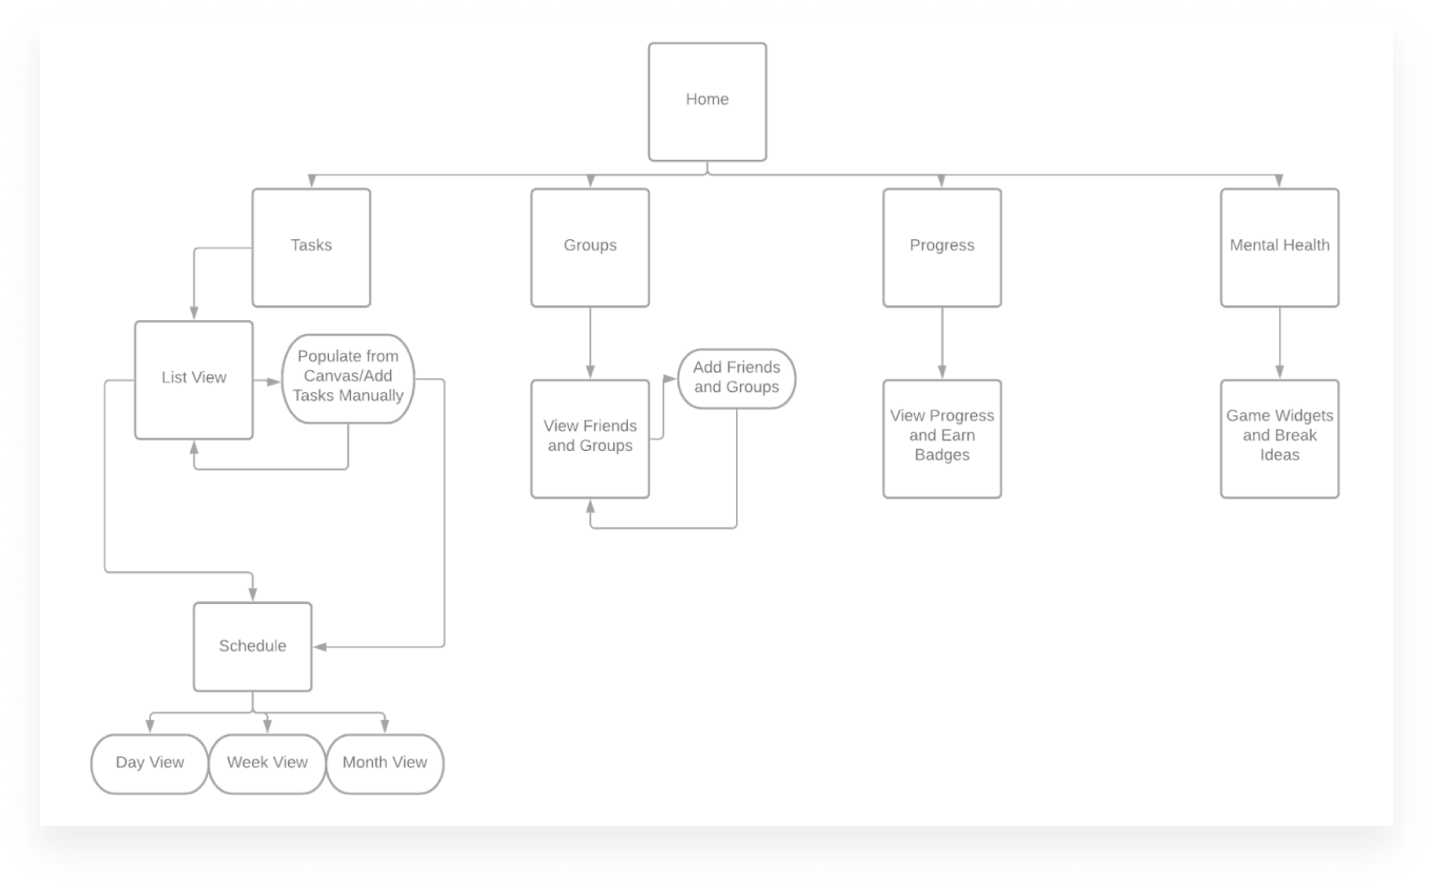 Home
Tasks
Groups
Progress
Mental Health
List View
Populate from
Canvas/Add
Tasks Manually
Add Friends
and Groups
View Friends
and Groups
View Progress
and Earn
Badges
Game Widgets
and Break
Ideas
Schedule
Day View
Week View
Month View